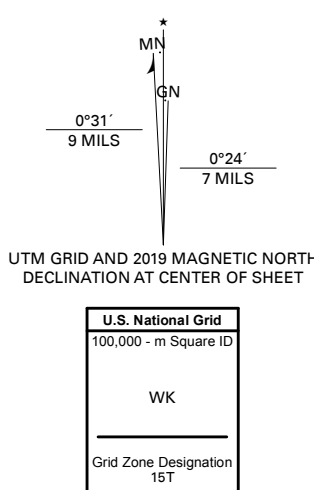 ★
MN
GN
0°31´
9 MILS
0°24´
7 MILS
UTM GRID AND 2019 MAGNETIC NORTH
DECLINATION AT CENTER OF SHEET
U.S. National Grid
100,000 - m Square ID
WK
Grid Zone Designation
15T